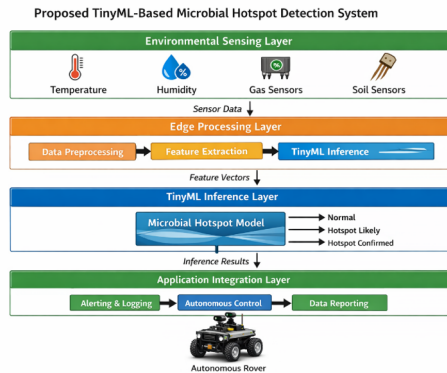 Proposed TinyML-Based Microbial Hotspot Detection System
Environmental Sensing Layer
%
%
Temperature
Humidity
Gas Sensors
Soil Sensors
Sensor Data
Edge Processing Layer
Data Preprocessing
Feature Extraction
TinyML Inference
Feature Vectors
TinyML Inference Layer
Microbial Hotspot Model
Normal
Hotspot Likely
Hotspot Confirmed
Inference Results
Application Integration Layer
Alerting & Logging
Autonomous Control
Data Reporting
Autonomous Rover